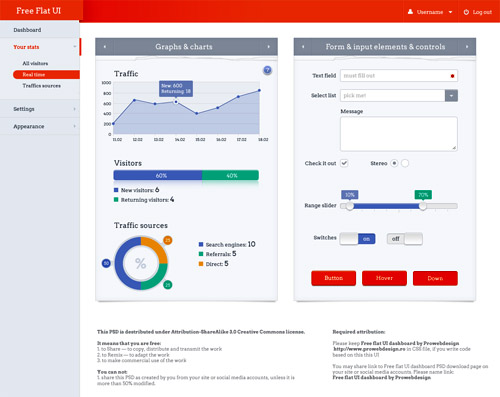 Free Flat UI
Username
Log out
Dashboard
Your stats
All visitors
Real time
Traffics sources
Settings
Appearance
Graphs & charts
Traffic
?
New 600
Returning 18
1000
800
600
400
200
0
11.02 12.02 13.02 14.02 15.02 16.02 17.02 18.02
Visitors
60% 40%
New visitors: 6
Returning visitors: 4
Traffic sources
%
Search engines: 10
Referrals: 5
Direct: 5
Form & input elements & controls
Text field must fill out
Select list pick me!
Message
Check it out Stereo
10% 70%
Range slider
Switches on off
Button Hover Down
This PSD is destributed under Attribution-ShareAlike 3.0 Creative Commons license.
It means that you are free:
1. to Share — to copy, distribute and transmit the work
2. to Remix — to adapt the work
3. to make commercial use of the work
You can not:
1. share this PSD as created by you from your site or social media accounts, unless it is
more than 50% modified.
Required attribution:
Please keep Free flat UI dashboard by Prowebdesign
http://www.prowebdesign.ro in CSS file, if you write code
based on this this UI
You may share link to Free Flat UI dashboard PSD download page on
your site or social media accounts. Please name link:
Free flat UI dashboard by Prowebdesign